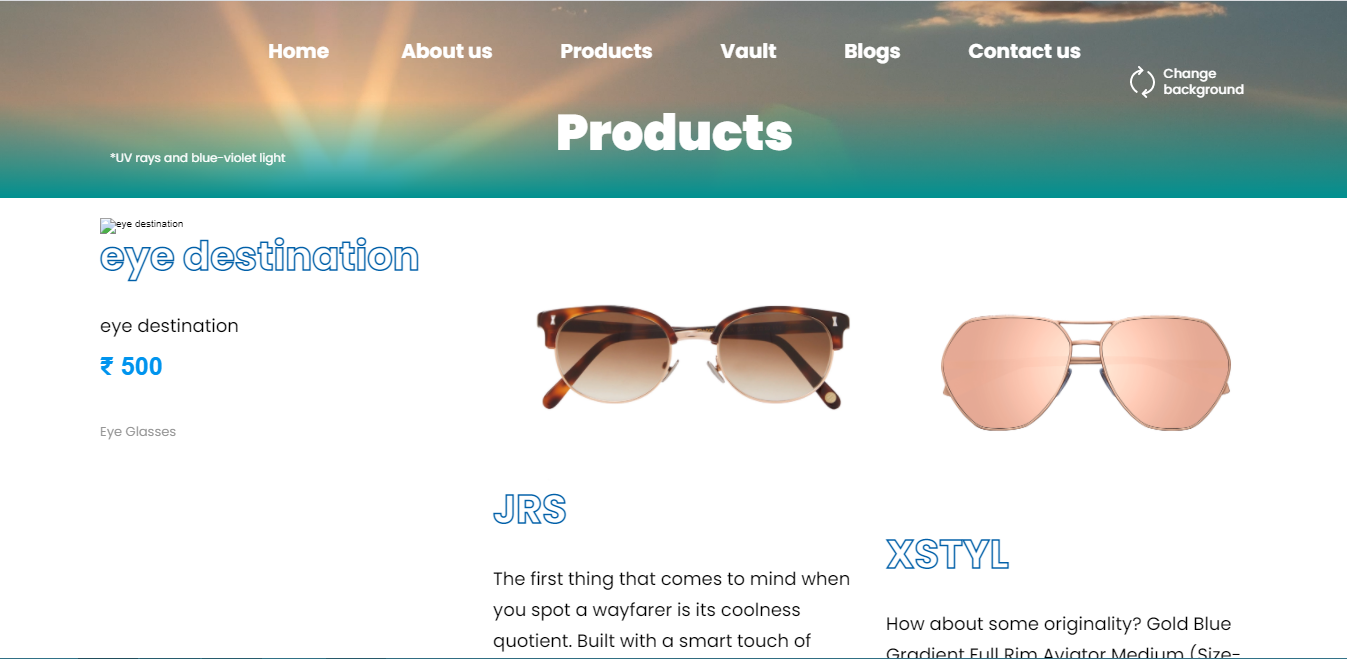 Home About us Products Vault Blogs Contact us
Change
background
Products
*UV rays and blue-violet light
eye destination
eye destination
eye destination
₹ 500
Eye Glasses
JRS
The first thing that comes to mind when
you spot a wayfarer is its coolness
quotient. Built with a smart touch of
XSTYL
How about some originality? Gold Blue
Gradient Full Rim Aviator Medium (Size-